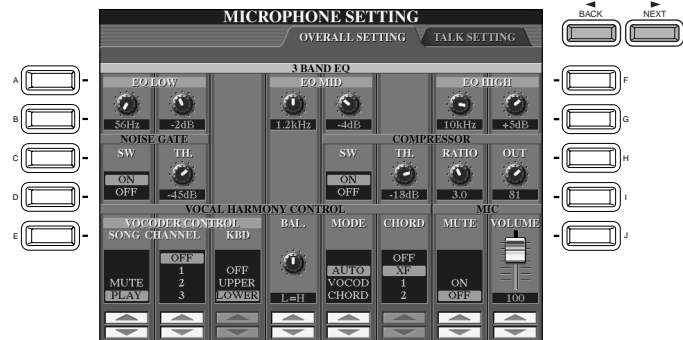 MICROPHONE SETTING
BACK NEXT
OVERALL SETTING TALK SETTING
3 BAND EQ
EQ LOW EQ MID EQ HIGH
A F
56Hz -2dB 1.2kHz -4dB 10kHz +5dB
B G
NOISE GATE COMPRESSOR
SW TH. SW TH. RATIO OUT
C H
ON ON
OFF -45dB OFF -18dB 3.0 81
D I
VOCAL HARMONY CONTROL MIC
VOCODER CONTROL BAL. MODE CHORD MUTE VOLUME
SONG CHANNEL KBD
E J
OFF OFF
1 OFF AUTO XF
MUTE 2 UPPER VOCOD 1 ON
PLAY 3 LOWER L=H CHORD 2 OFF 100